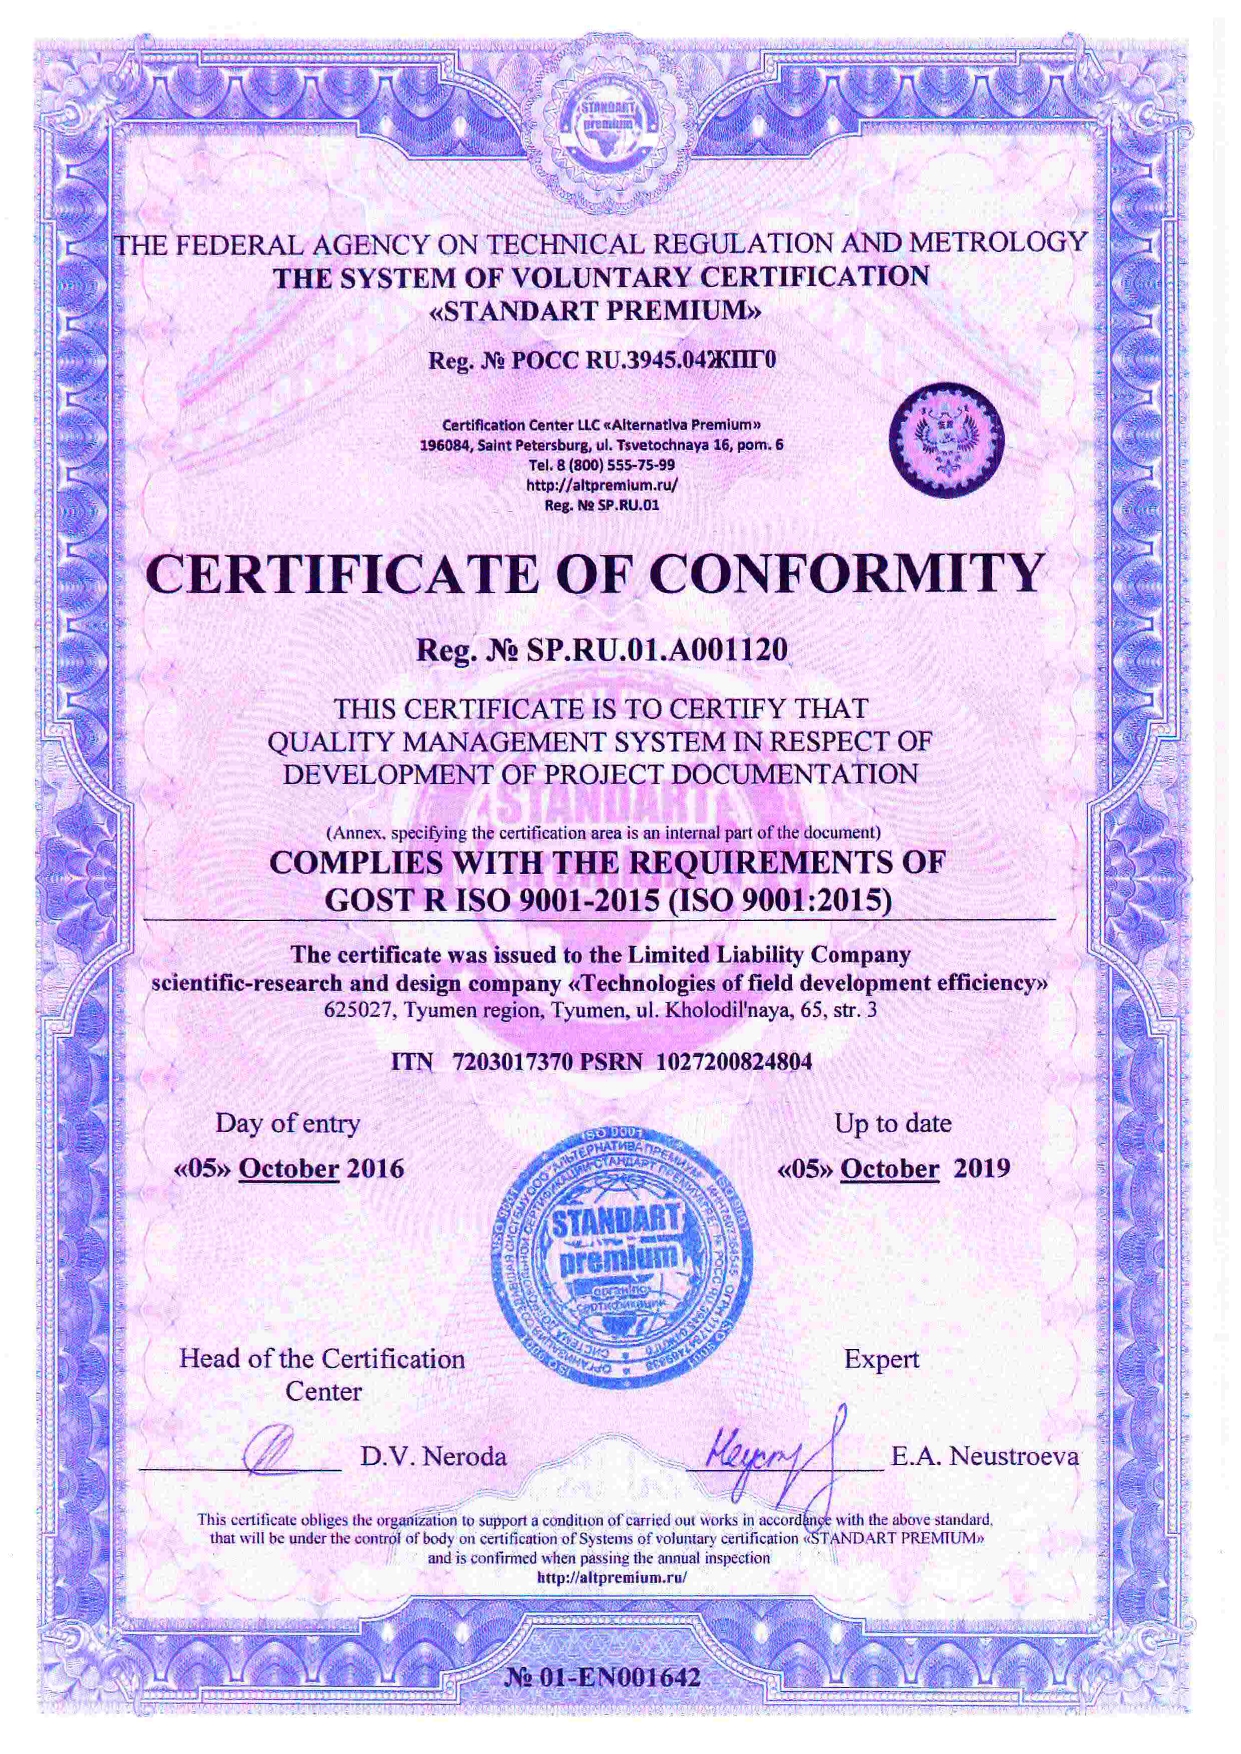 STANDART
premium
THE FEDERAL AGENCY ON TECHNICAL REGULATION AND METROLOGY
THE SYSTEM OF VOLUNTARY CERTIFICATION
«STANDART PREMIUM»
Reg. № РОСС RU.3945.04ЖПГ0
Certification Center LLC «Alternativa Premium»
196084, Saint Petersburg, ul. Tsvetochnaya 16, pom. 6
Tel. 8 (800) 555-75-99
http://altpremium.ru/
Reg. № SP.RU.01
CERTIFICATE OF CONFORMITY
Reg. № SP.RU.01.A001120
THIS CERTIFICATE IS TO CERTIFY THAT
QUALITY MANAGEMENT SYSTEM IN RESPECT OF
DEVELOPMENT OF PROJECT DOCUMENTATION
STANDART
(Annex, specifying the certification area is an internal part of the document)
COMPLIES WITH THE REQUIREMENTS OF
GOST R ISO 9001-2015 (ISO 9001:2015)
The certificate was issued to the Limited Liability Company
scientific-research and design company «Technologies of field development efficiency»
625027, Tyumen region, Tyumen, ul. Kholodil'naya, 65, str. 3
ITN 7203017370 PSRN 1027200824804
Day of entry
Up to date
«05» October 2016
«05» October 2019
ISO 9001
STANDART
premium
органы по
сертификации
Head of the Certification
Center
Expert
D.V. Neroda
E.A. Neustroeva
This certificate obliges the organization to support a condition of carried out works in accordance with the above standard,
that will be under the control of body on certification of Systems of voluntary certification «STANDART PREMIUM»
and is confirmed when passing the annual inspection
http://altpremium.ru/
№ 01-EN001642